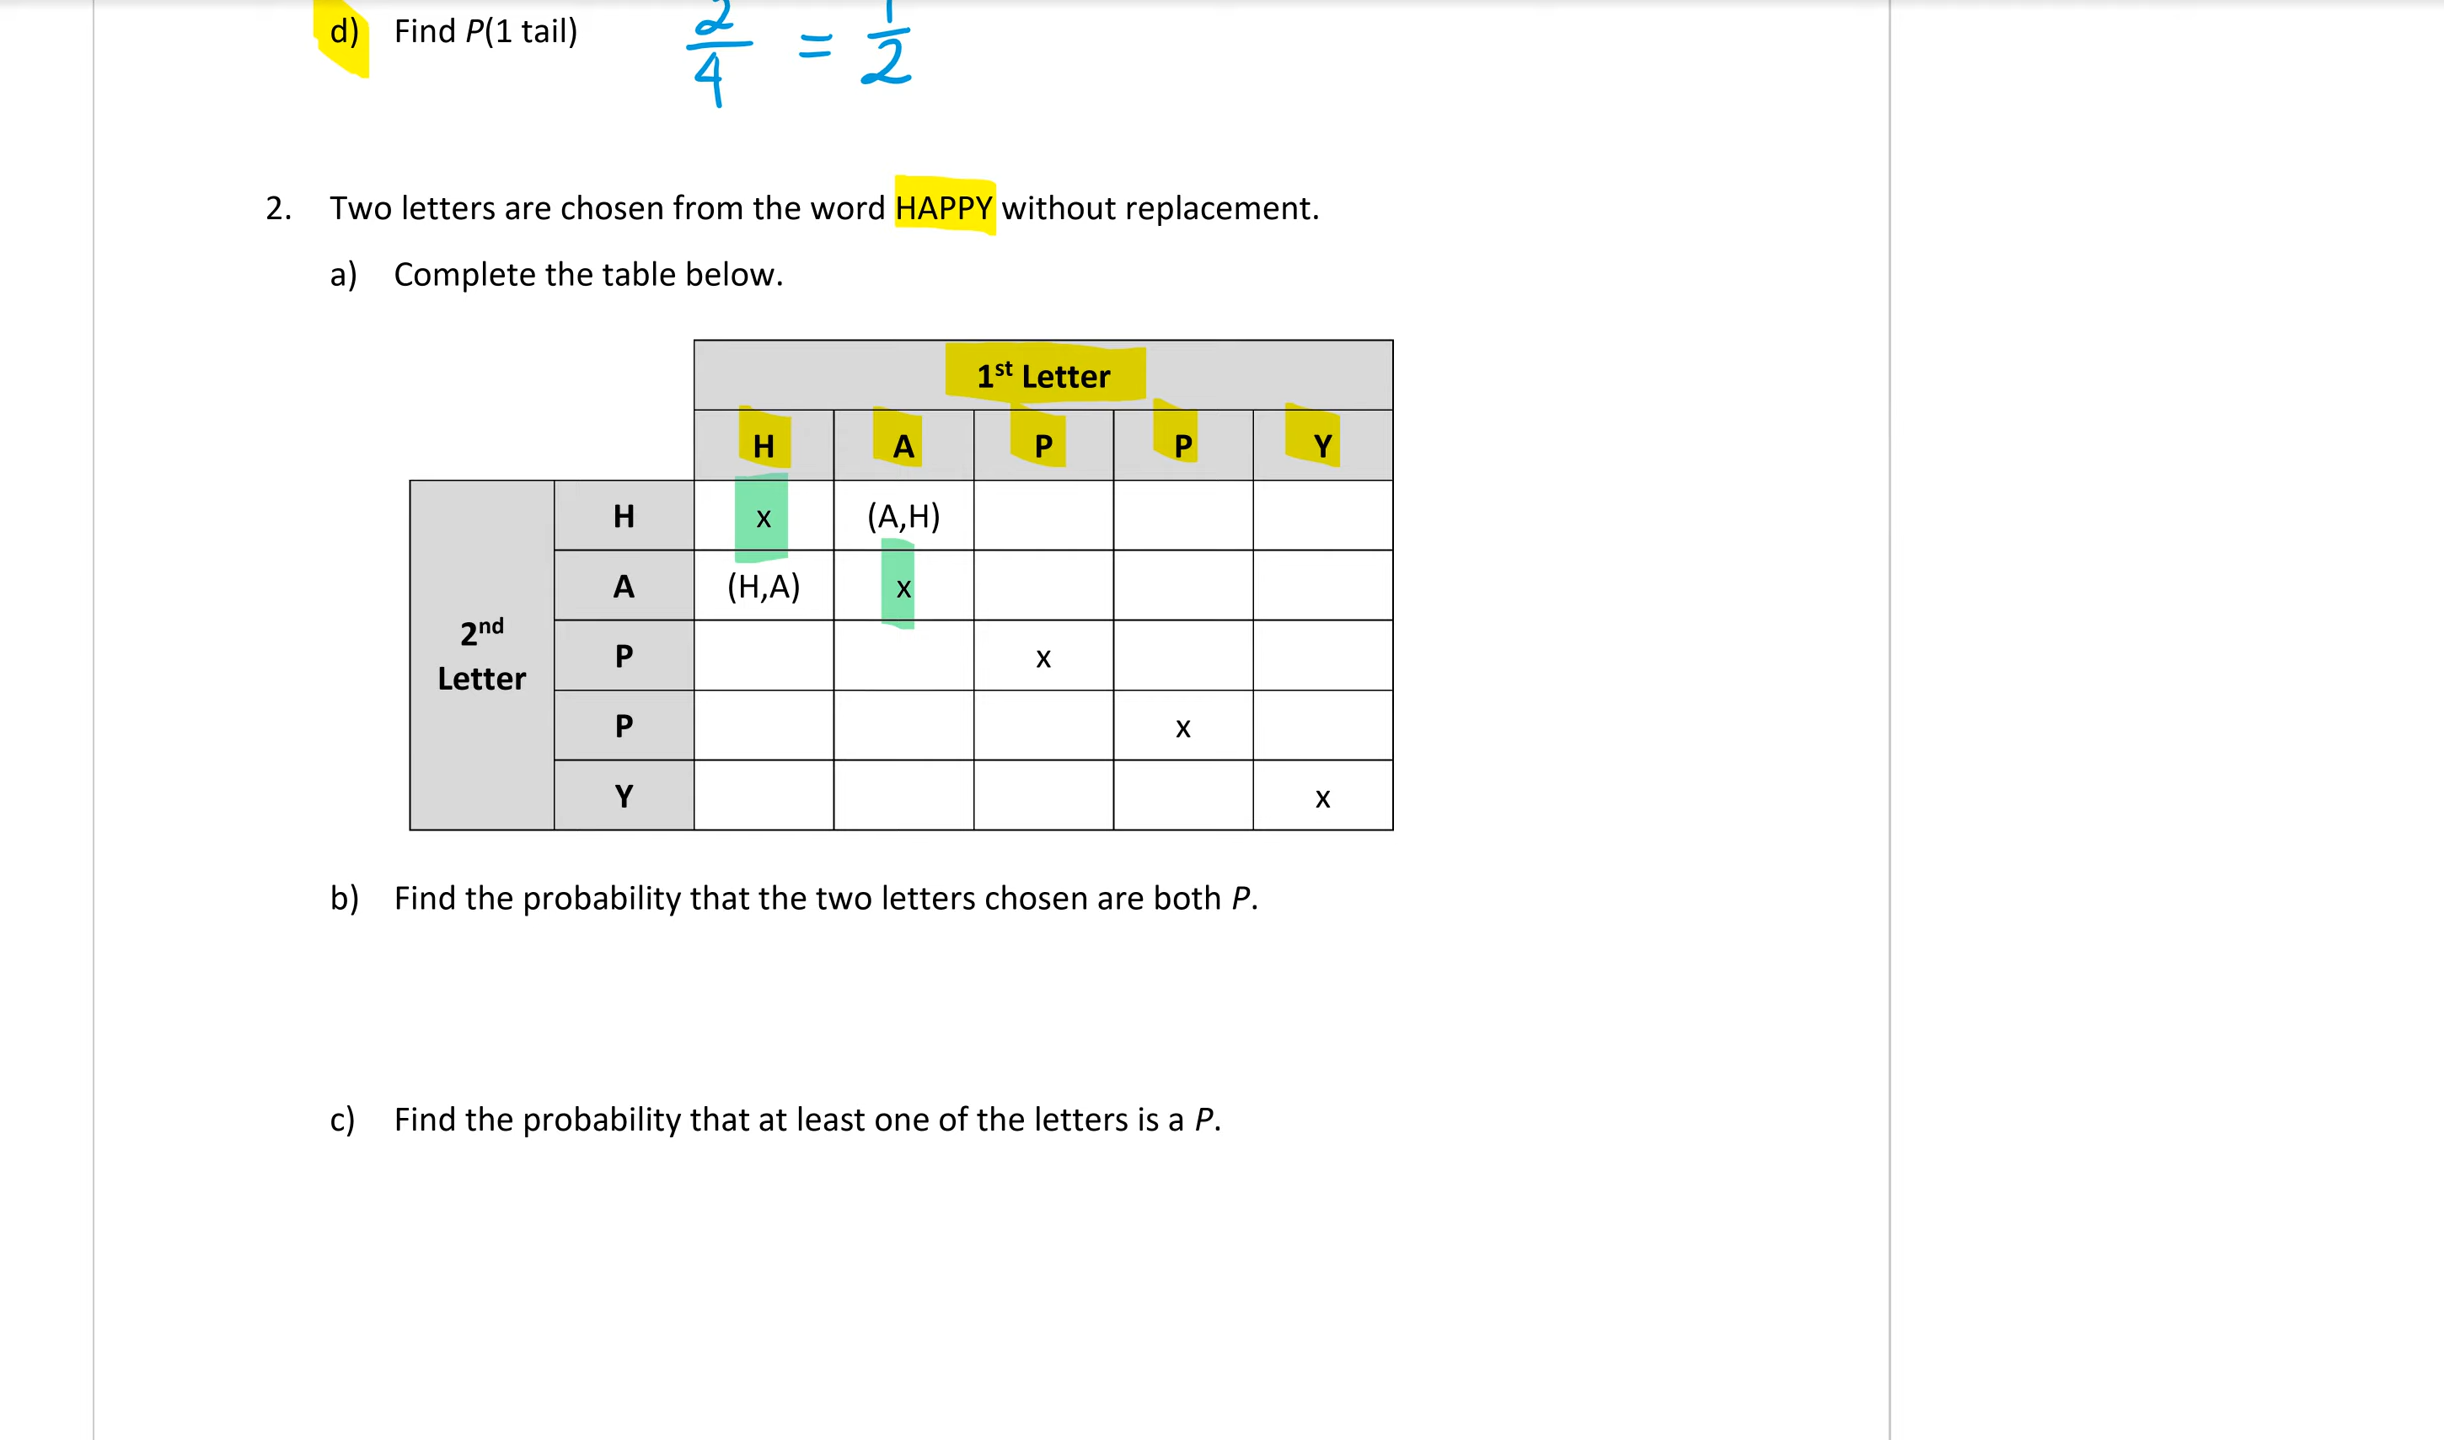 d) Find P(1 tail) 2/4 = 1/2
2. Two letters are chosen from the word HAPPY without replacement.
a) Complete the table below.
1st Letter
H A P P Y
H x (A,H)
A (H,A) x
2nd
Letter
P x
P x
Y x
b) Find the probability that the two letters chosen are both P.
c) Find the probability that at least one of the letters is a P.